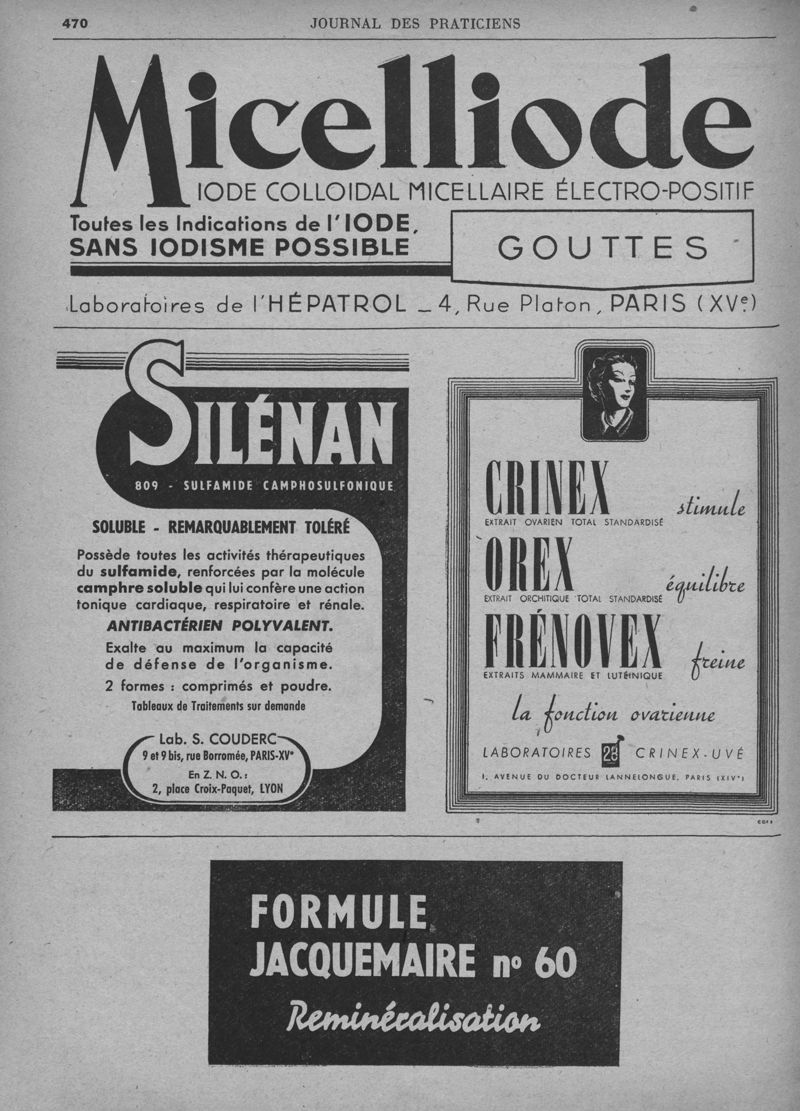 470
JOURNAL DES PRATICIENS
Micelliode
IODE COLLOIDAL MICELLAIRE ÉLECTRO-POSITIF
Toutes les Indications de l'IODE,
SANS IODISME POSSIBLE
GOUTTES
Laboratoires de l'HÉPATROL _ 4, Rue Platon, PARIS (XVe)
SILÉNAN
809 - SULFAMIDE CAMPHOSULFONIQUE
SOLUBLE - REMARQUABLEMENT TOLÉRÉ
Possède toutes les activités thérapeutiques
du sulfamide, renforcées par la molécule
camphre soluble qui lui confère une action
tonique cardiaque, respiratoire et rénale.
ANTIBACTÉRIEN POLYVALENT.
Exalte au maximum la capacité
de défense de l'organisme.
2 formes : comprimés et poudre.
Tableaux de Traitements sur demande
Lab. S. COUDERC
9 et 9 bis, rue Borromée, PARIS-XVe
En Z. N. O. :
2, place Croix-Paquet, LYON
CRINEX stimule
EXTRAIT OVARIEN TOTAL STANDARDISÉ
OREX équilibre
EXTRAIT ORCHITIQUE TOTAL STANDARDISÉ
FRÉNOVEX freine
EXTRAITS MAMMAIRE ET LUTÉINIQUE
la fonction ovarienne
LABORATOIRES CRINEX-UVÉ
1, AVENUE DU DOCTEUR LANNELONGUE, PARIS (XIVe)
FORMULE
JACQUEMAIRE no 60
Reminéralisation